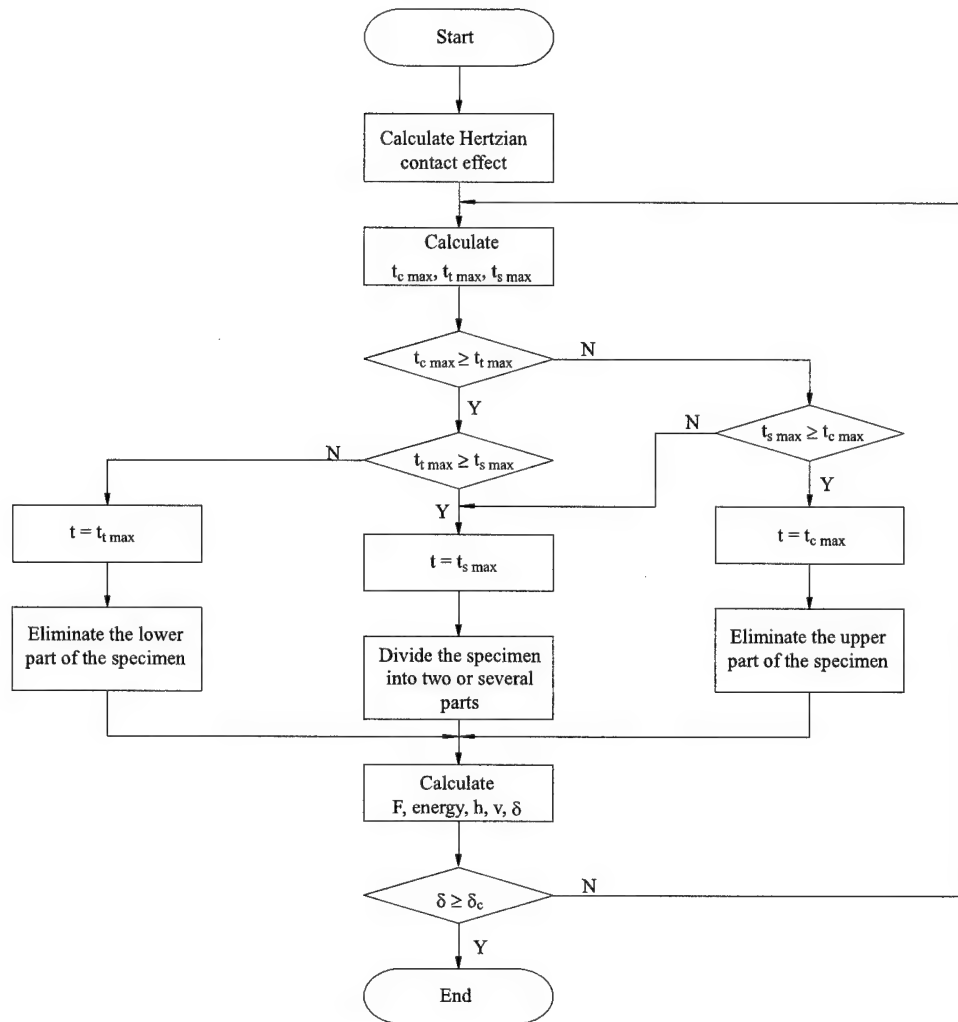 Start
Calculate Hertzian
contact effect
Calculate
t_c max, t_t max, t_s max
t_c max ≥ t_t max
N
Y
t_s max ≥ t_c max
N
Y
t_t max ≥ t_s max
N
Y
t = t_t max
t = t_s max
t = t_c max
Eliminate the lower
part of the specimen
Divide the specimen
into two or several
parts
Eliminate the upper
part of the specimen
Calculate
F, energy, h, v, δ
δ ≥ δ_c
N
Y
End